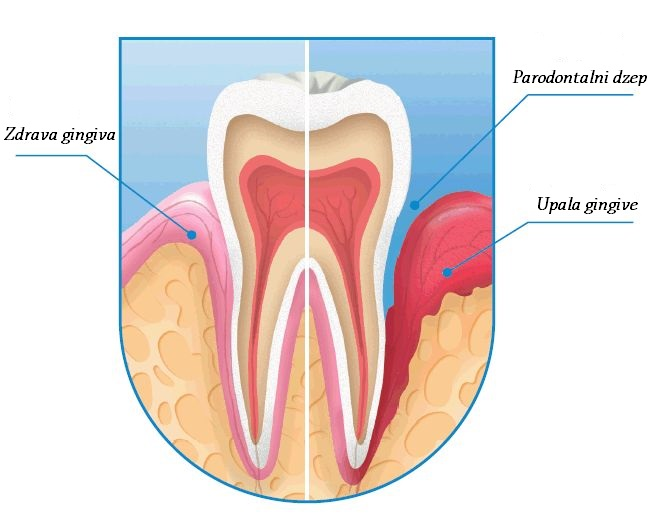 Parodontalni dzep
Zdrava gingiva
Upala gingive